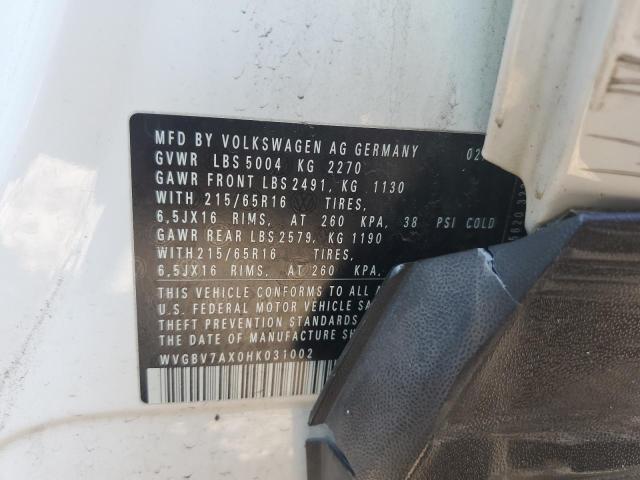 MFD BY VOLKSWAGEN AG GERMANY 02
GVWR LBS 5004 KG 2270
GAWR FRONT LBS 2491, KG 1130
WITH 215/65R16 TIRES,
6,5JX16 RIMS, AT 260 KPA, 38 PSI COLD
GAWR REAR LBS 2579, KG 1190
WITH 215/65R16 TIRES,
6,5JX16 RIMS, AT 260 KPA,
THIS VEHICLE CONFORMS TO ALL
U.S. FEDERAL MOTOR VEHICLE
THEFT PREVENTION STANDARDS
THE DATE OF MANUFACTURE
WVGBV7AX0HK031002